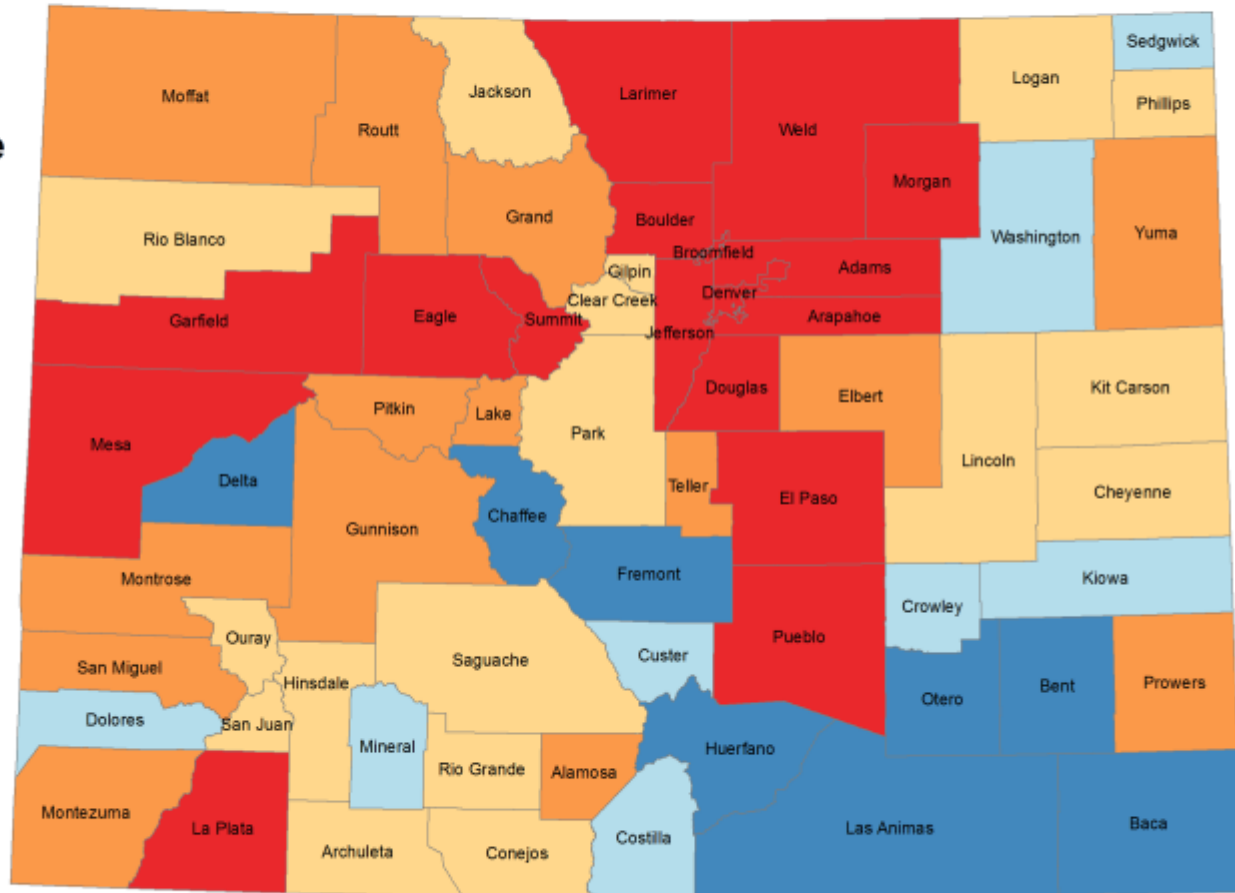 Sedgwick
Logan
Phillips
Moffat
Jackson
Larimer
Routt
Weld
e
Morgan
Grand
Boulder
Washington
Yuma
Rio Blanco
Broomfield
Gilpin
Adams
Clear Creek
Denver
Garfield
Eagle
Summit
Arapahoe
Jefferson
Douglas
Kit Carson
Elbert
Pitkin
Lake
Park
Mesa
Lincoln
Delta
Teller
Cheyenne
El Paso
Chaffee
Gunnison
Fremont
Montrose
Kiowa
Crowley
Ouray
Pueblo
Custer
Saguache
San Miguel
Hinsdale
Bent
Prowers
Otero
Dolores
San Juan
Mineral
Huerfano
Rio Grande
Alamosa
Montezuma
La Plata
Las Animas
Baca
Costilla
Archuleta
Conejos